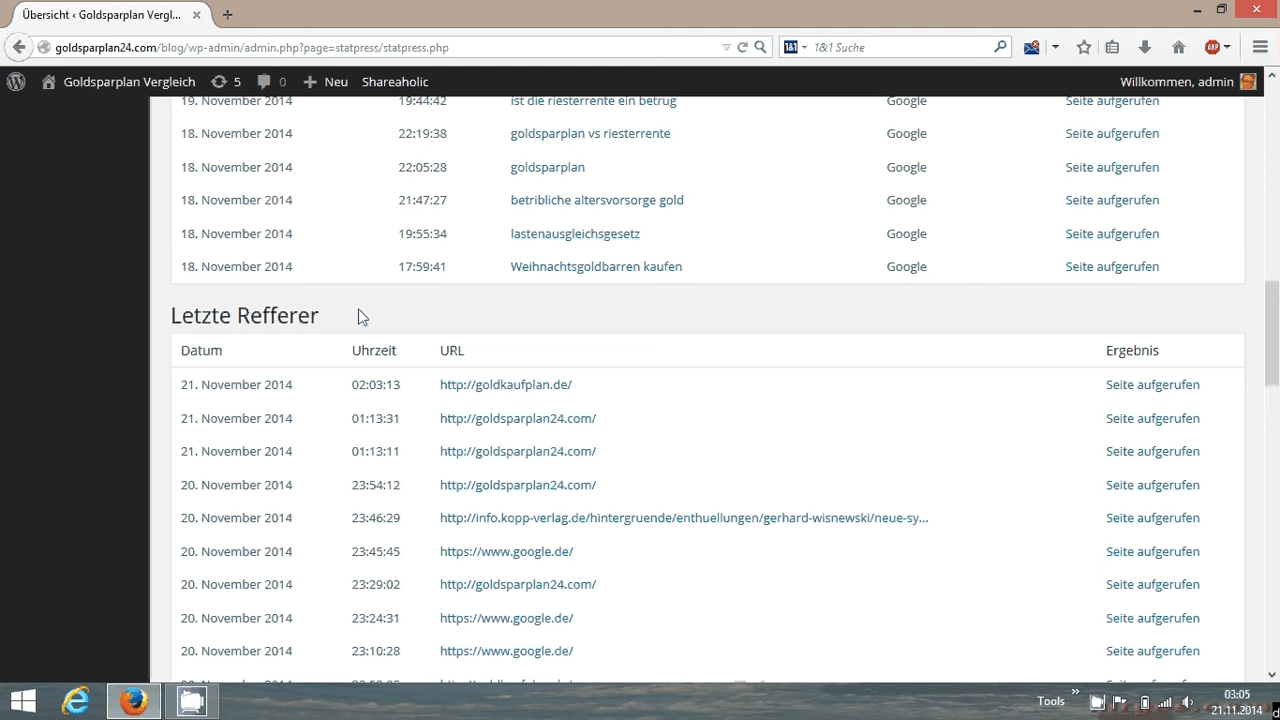 Übersicht ‹ Goldsparplan Vergl...
goldsparplan24.com/blog/wp-admin/admin.php?page=statpress/statpress.php
1&1 1&1 Suche
ABP
Goldsparplan Vergleich 5 0 Neu Shareaholic Willkommen, admin
19. November 2014 19:44:42 ist die riesterrente ein betrug Google Seite aufgerufen
18. November 2014 22:19:38 goldsparplan vs riesterrente Google Seite aufgerufen
18. November 2014 22:05:28 goldsparplan Google Seite aufgerufen
18. November 2014 21:47:27 betribliche altersvorsorge gold Google Seite aufgerufen
18. November 2014 19:55:34 lastenausgleichsgesetz Google Seite aufgerufen
18. November 2014 17:59:41 Weihnachtsgoldbarren kaufen Google Seite aufgerufen
Letzte Refferer
Datum Uhrzeit URL Ergebnis
21. November 2014 02:03:13 http://goldkaufplan.de/ Seite aufgerufen
21. November 2014 01:13:31 http://goldsparplan24.com/ Seite aufgerufen
21. November 2014 01:13:11 http://goldsparplan24.com/ Seite aufgerufen
20. November 2014 23:54:12 http://goldsparplan24.com/ Seite aufgerufen
20. November 2014 23:46:29 http://info.kopp-verlag.de/hintergruende/enthuellungen/gerhard-wisnewski/neue-sy... Seite aufgerufen
20. November 2014 23:45:45 https://www.google.de/ Seite aufgerufen
20. November 2014 23:29:02 http://goldsparplan24.com/ Seite aufgerufen
20. November 2014 23:24:31 https://www.google.de/ Seite aufgerufen
20. November 2014 23:10:28 https://www.google.de/ Seite aufgerufen
Tools 03:05
21.11.2014